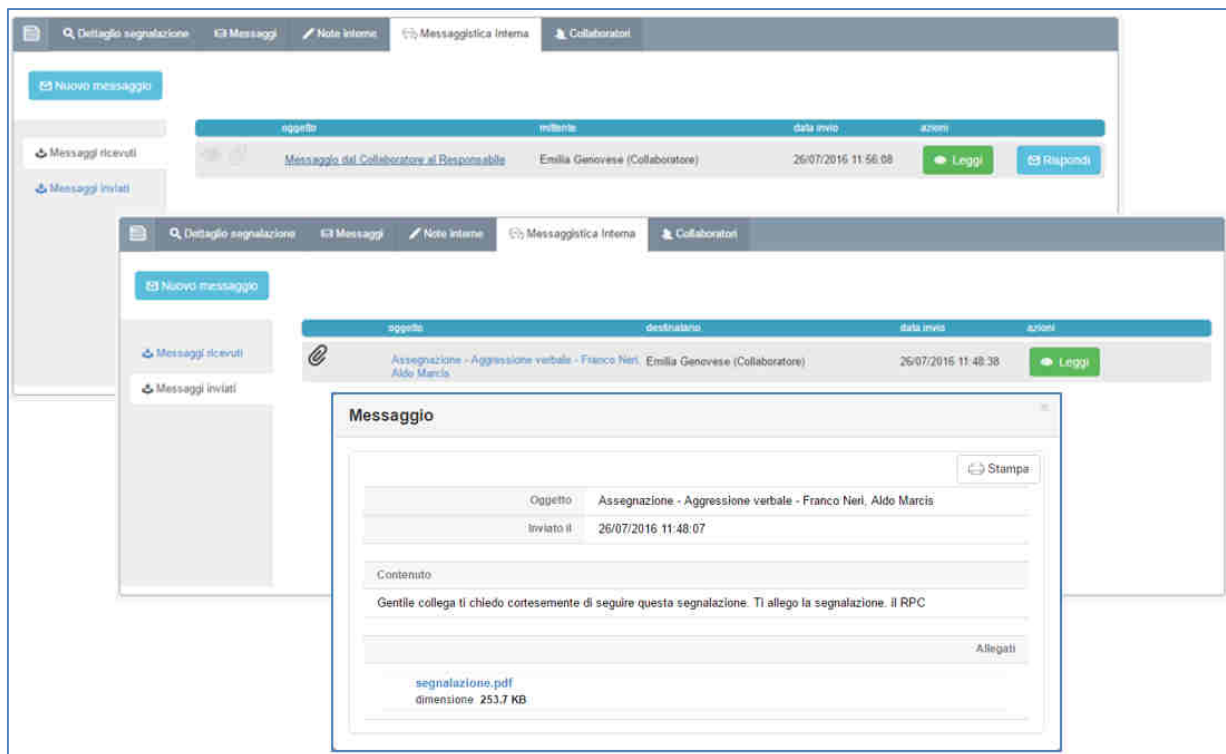 Dettaglio segnalazione Messaggi Note interne Messaggistica Interna Collaboratori
Nuovo messaggio
oggetto mittente data invio azioni
Messaggi ricevuti Messaggio dal Collaboratore al Responsabile Emilia Genovese (Collaboratore) 26/07/2016 11:56:08 Leggi Rispondi
Messaggi inviati
Dettaglio segnalazione Messaggi Note interne Messaggistica Interna Collaboratori
Nuovo messaggio
oggetto destinatario data invio azioni
Messaggi ricevuti Assegnazione - Aggressione verbale - Franco Neri, Emilia Genovese (Collaboratore) 26/07/2016 11:48:38 Leggi
Aldo Marcis
Messaggi inviati
Messaggio
Stampa
Oggetto Assegnazione - Aggressione verbale - Franco Neri, Aldo Marcis
Inviato il 26/07/2016 11:48:07
Contenuto
Gentile collega ti chiedo cortesemente di seguire questa segnalazione. Ti allego la segnalazione. il RPC
Allegati
segnalazione.pdf
dimensione 253.7 KB